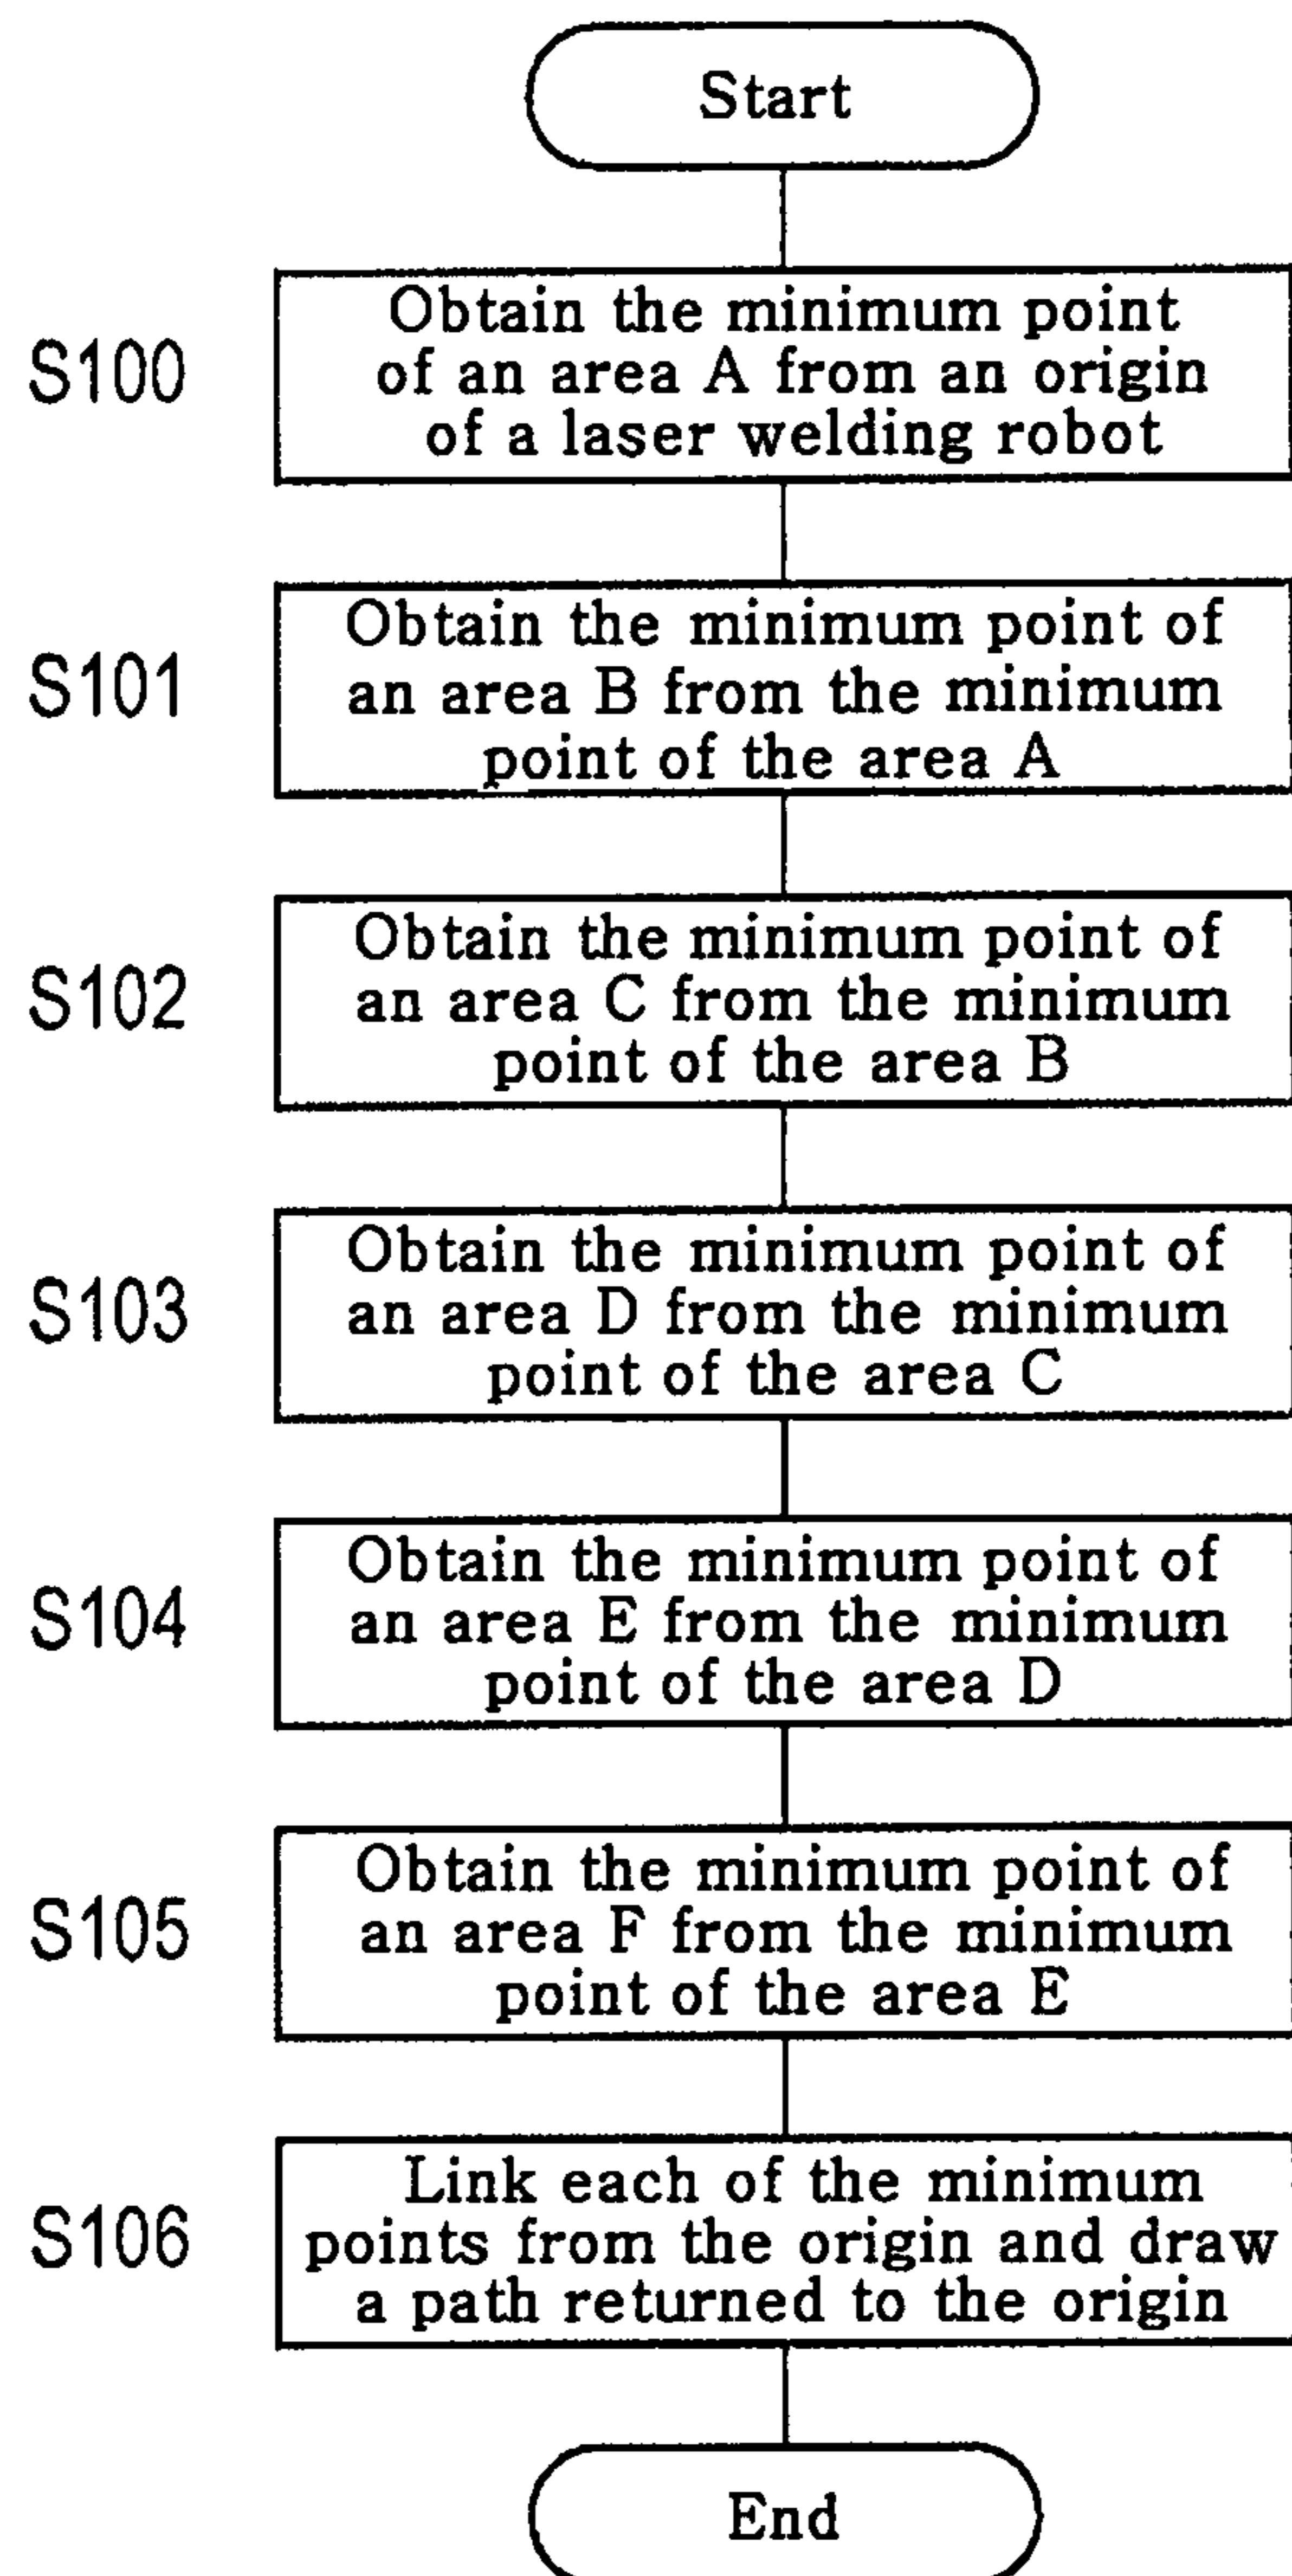 Start
S100
Obtain the minimum point
of an area A from an origin
of a laser welding robot
S101
Obtain the minimum point of
an area B from the minimum
point of the area A
S102
Obtain the minimum point of
an area C from the minimum
point of the area B
S103
Obtain the minimum point of
an area D from the minimum
point of the area C
S104
Obtain the minimum point of
an area E from the minimum
point of the area D
S105
Obtain the minimum point of
an area F from the minimum
point of the area E
S106
Link each of the minimum
points from the origin and draw
a path returned to the origin
End